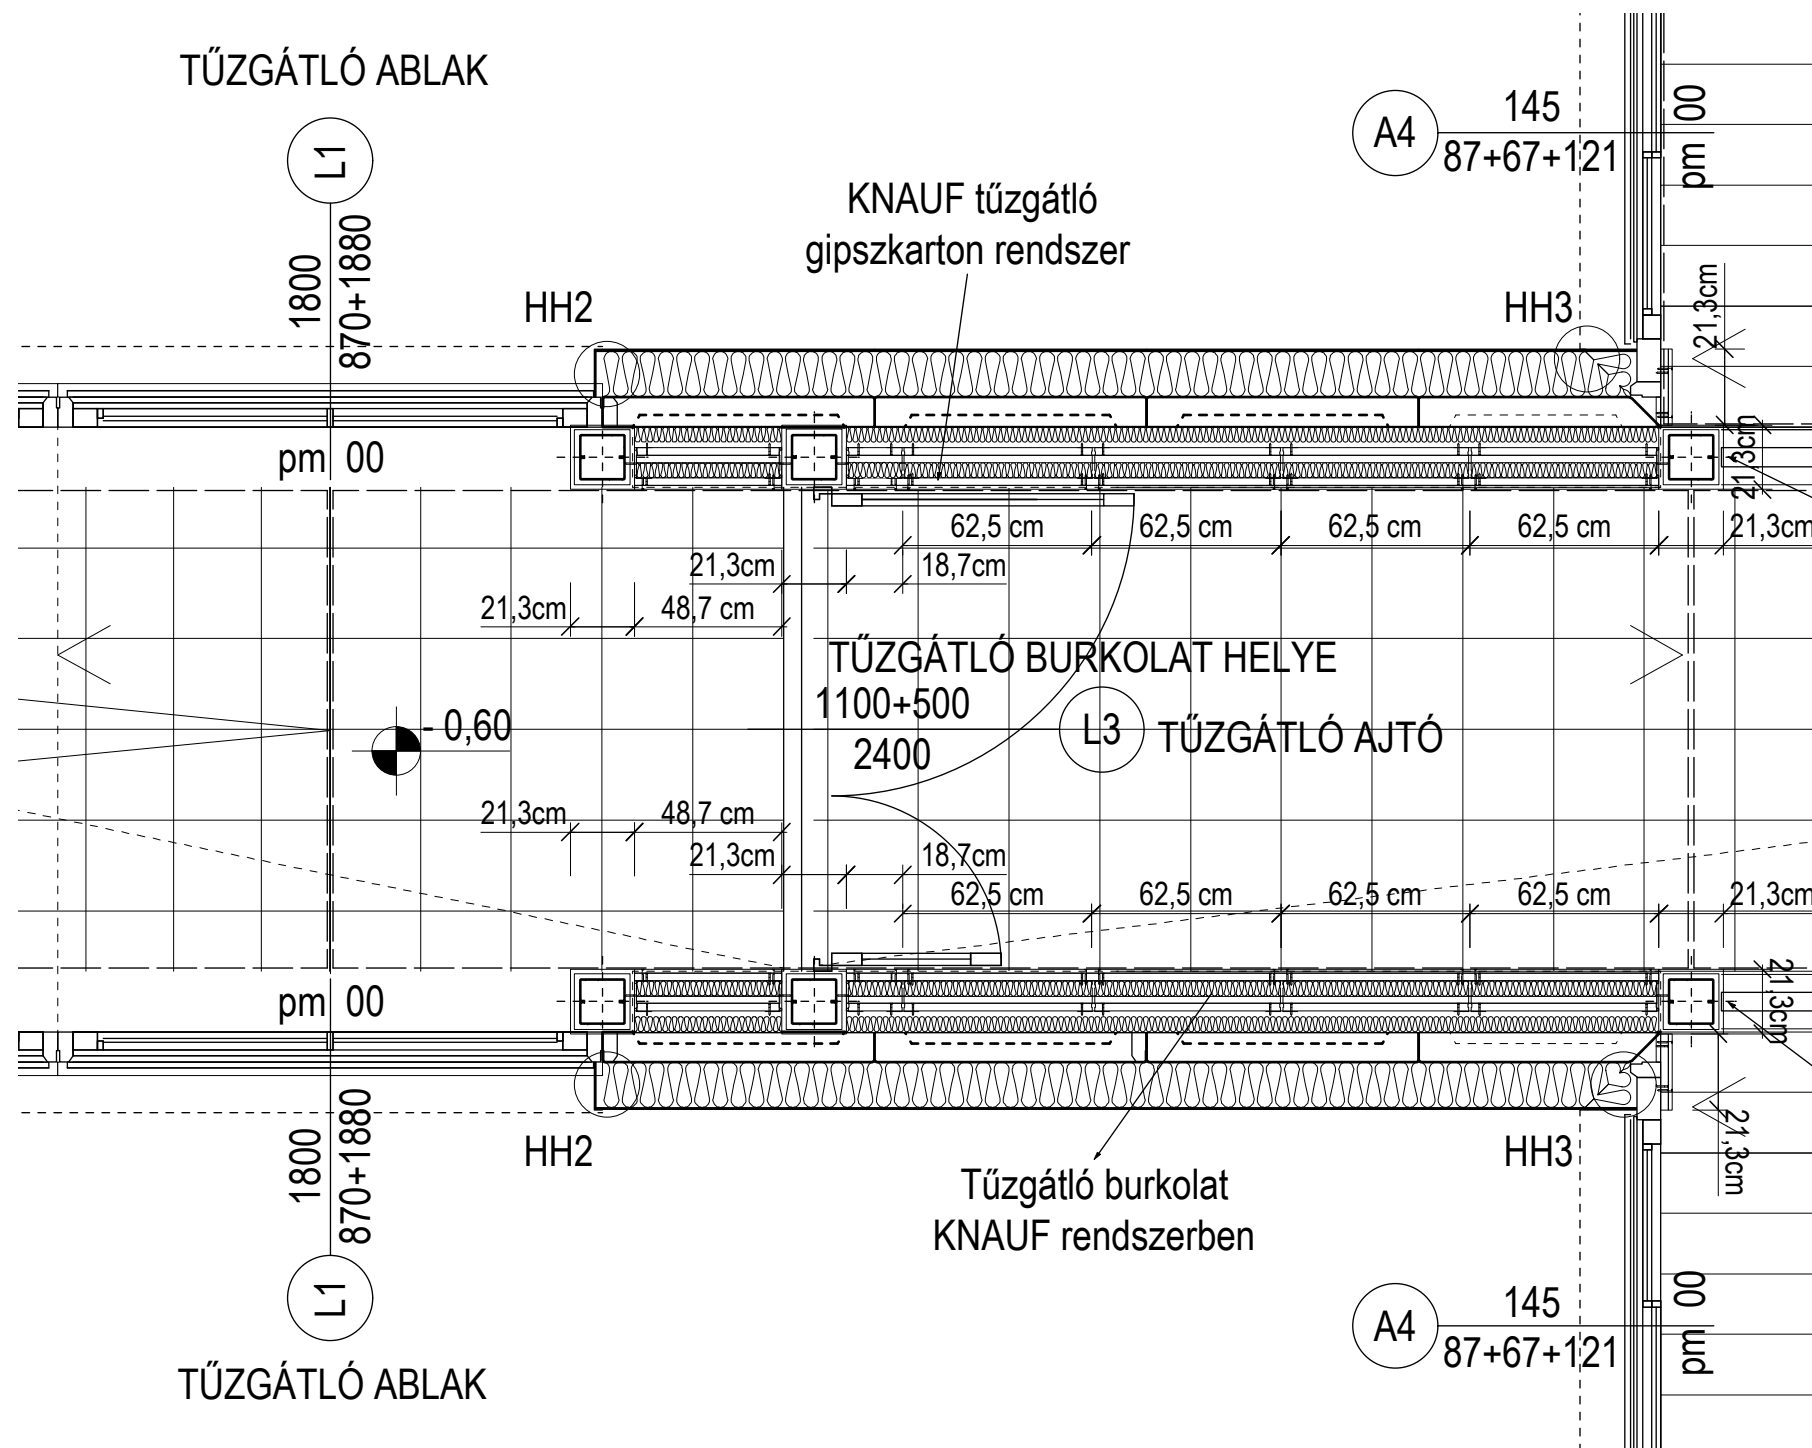 TŰZGÁTLÓ ABLAK
L1
1800
870+1880
A4
145
87+67+121
pm 00
KNAUF tűzgátló
gipszkarton rendszer
HH2
HH3
21,3cm
21,3cm
pm 00
62,5 cm
62,5 cm
62,5 cm
62,5 cm
21,3cm
21,3cm
18,7cm
21,3cm
48,7 cm
TŰZGÁTLÓ BURKOLAT HELYE
1100+500
2400
L3
TŰZGÁTLÓ AJTÓ
- 0,60
21,3cm
48,7 cm
21,3cm
18,7cm
62,5 cm
62,5 cm
62,5 cm
62,5 cm
21,3cm
pm 00
21,3cm
21,3cm
HH2
HH3
1800
870+1880
Tűzgátló burkolat
KNAUF rendszerben
L1
A4
145
87+67+121
pm 00
TŰZGÁTLÓ ABLAK